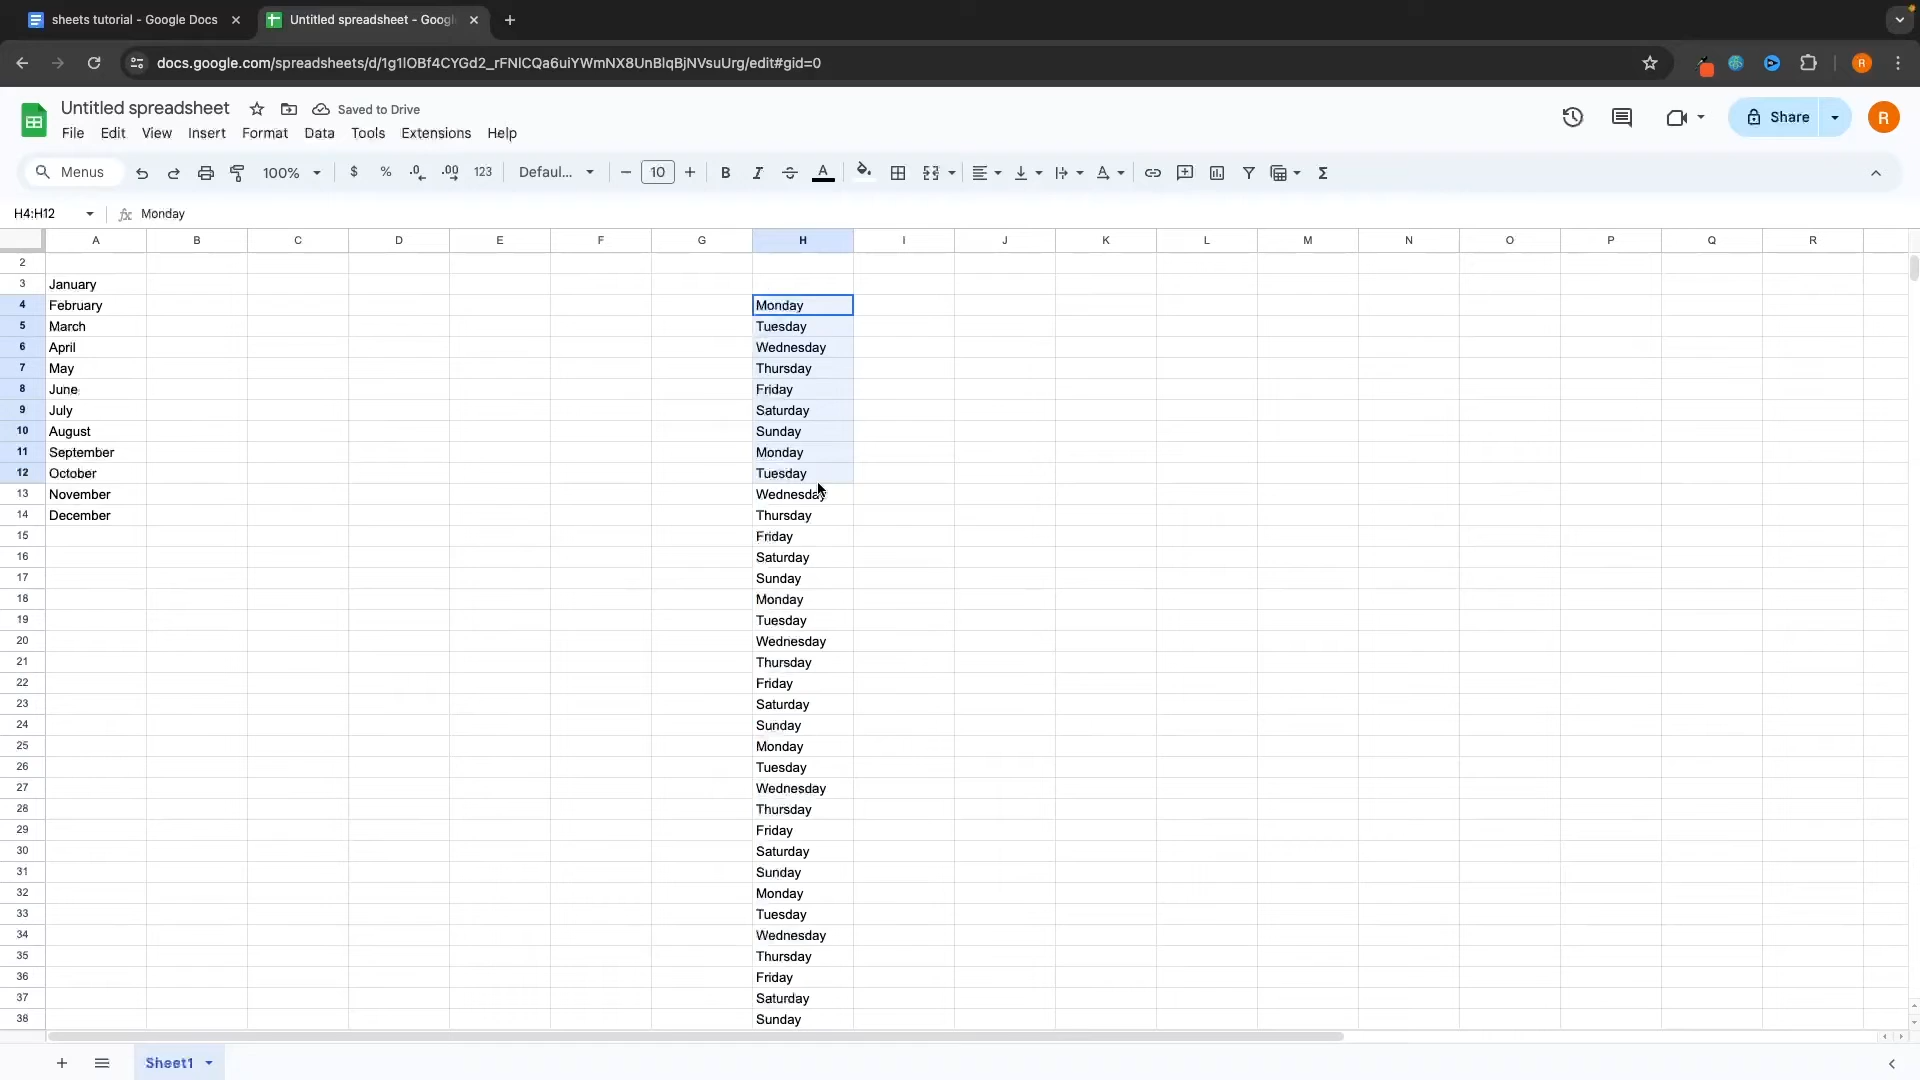 sheets tutorial - Google Docs
Untitled spreadsheet - Goog
docs.google.com/spreadsheets/d/1g1lOBf4CYGd2_rFNlCQa6uiYWmNX8UnBlqBjNVsuUrg/edit#gid=0
R
Untitled spreadsheet
Saved to Drive
File Edit View Insert Format Data Tools Extensions Help
Share
R
Menus 100% $ % .0 .00 123 Defaul... 10 B I A
H4:H12 fx Monday
A B C D E F G H I J K L M N O P Q R
2
3 January
4 February Monday
5 March Tuesday
6 April Wednesday
7 May Thursday
8 June Friday
9 July Saturday
10 August Sunday
11 September Monday
12 October Tuesday
13 November Wednesday
14 December Thursday
15 Friday
16 Saturday
17 Sunday
18 Monday
19 Tuesday
20 Wednesday
21 Thursday
22 Friday
23 Saturday
24 Sunday
25 Monday
26 Tuesday
27 Wednesday
28 Thursday
29 Friday
30 Saturday
31 Sunday
32 Monday
33 Tuesday
34 Wednesday
35 Thursday
36 Friday
37 Saturday
38 Sunday
Sheet1